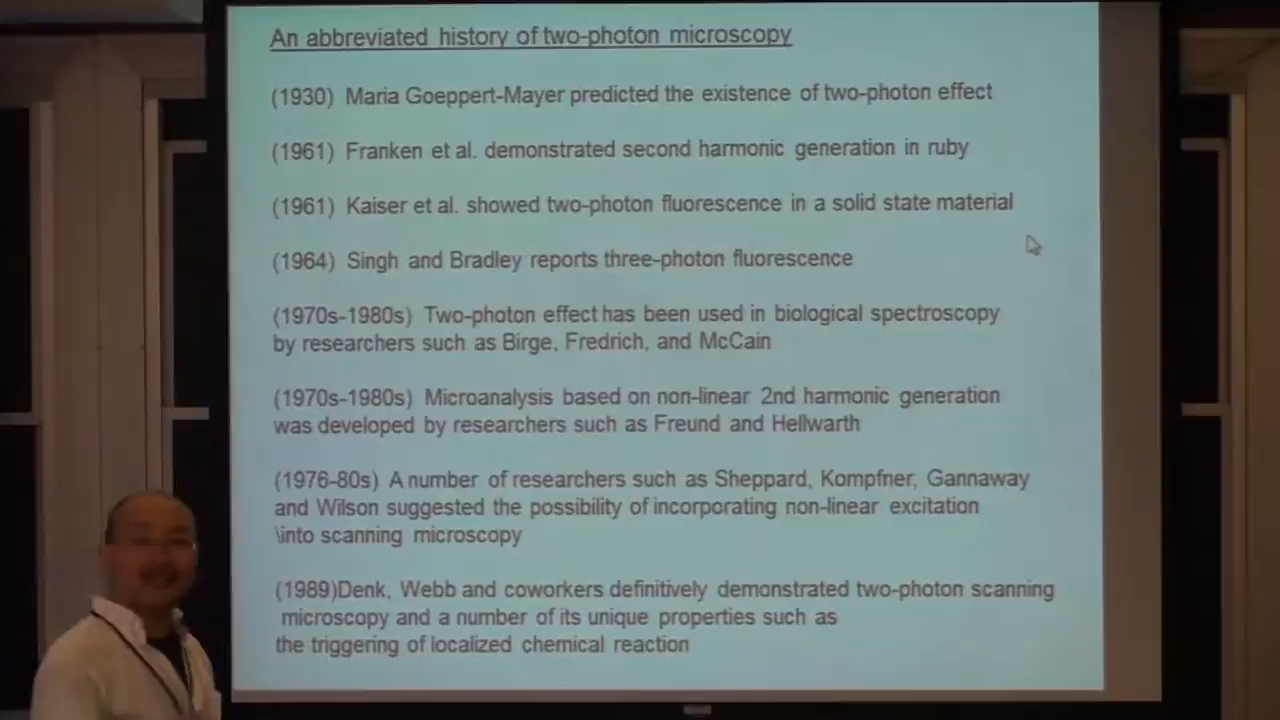 An abbreviated history of two-photon microscopy
(1930) Maria Goeppert-Mayer predicted the existence of two-photon effect
(1961) Franken et al. demonstrated second harmonic generation in ruby
(1961) Kaiser et al. showed two-photon fluorescence in a solid state material
(1964) Singh and Bradley reports three-photon fluorescence
(1970s-1980s) Two-photon effect has been used in biological spectroscopy
by researchers such as Birge, Fredrich, and McCain
(1970s-1980s) Microanalysis based on non-linear 2nd harmonic generation
was developed by researchers such as Freund and Hellwarth
(1976-80s) A number of researchers such as Sheppard, Kompfner, Gannaway
and Wilson suggested the possibility of incorporating non-linear excitation
\into scanning microscopy
(1989)Denk, Webb and coworkers definitively demonstrated two-photon scanning
microscopy and a number of its unique properties such as
the triggering of localized chemical reaction